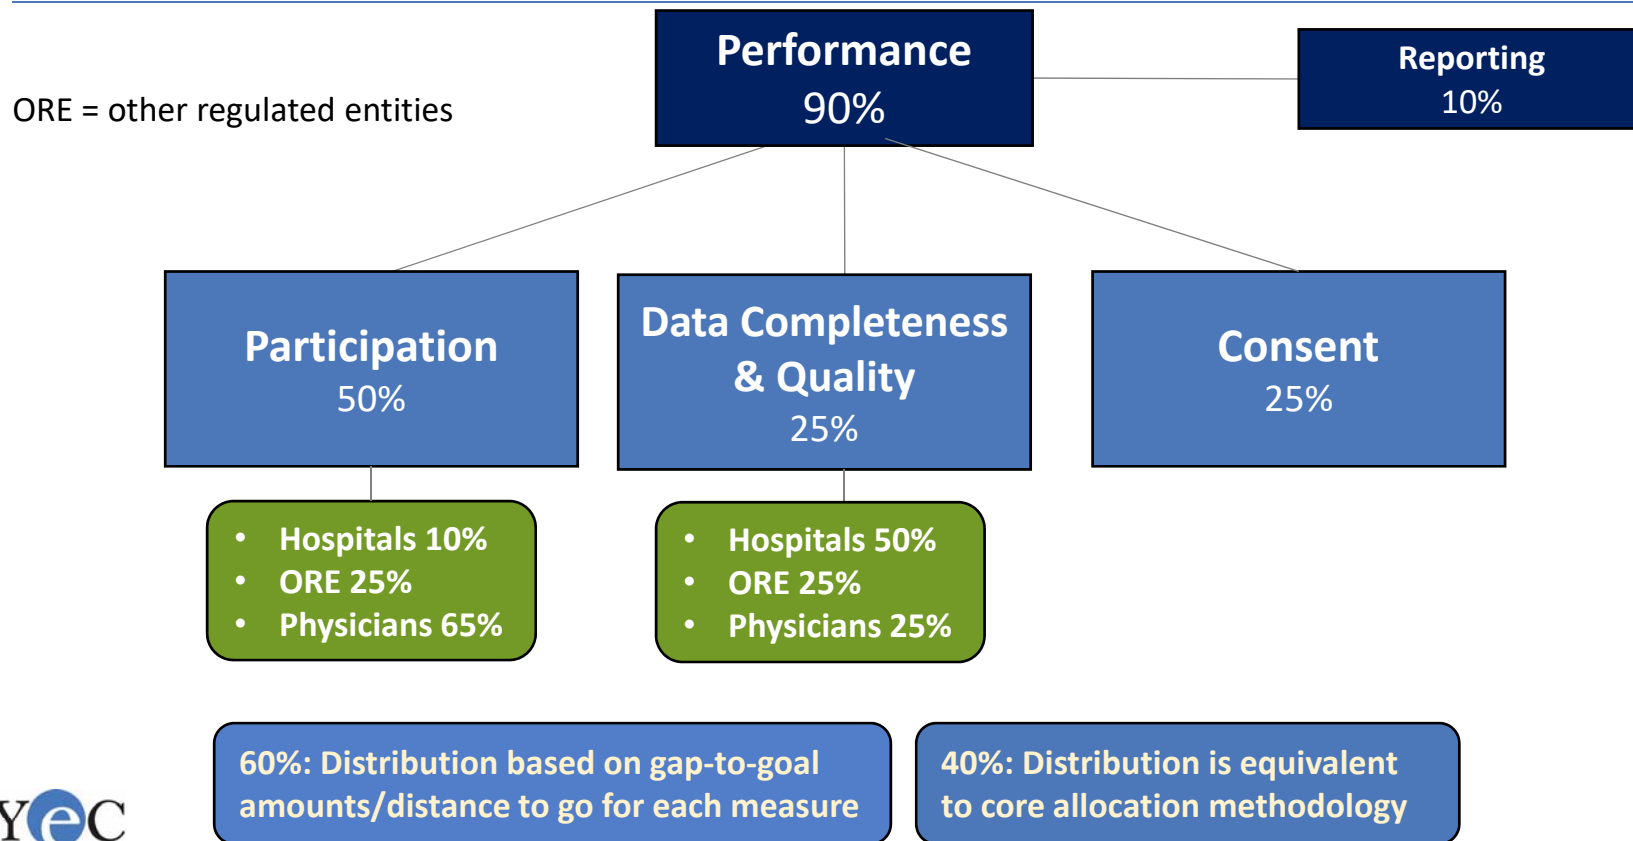 Performance
90%
Reporting
10%
ORE = other regulated entities
Participation
50%
Data Completeness
& Quality
25%
Consent
25%
• Hospitals 10%
• ORE 25%
• Physicians 65%
• Hospitals 50%
• ORE 25%
• Physicians 25%
60%: Distribution based on gap-to-goal
amounts/distance to go for each measure
40%: Distribution is equivalent
to core allocation methodology
YeC